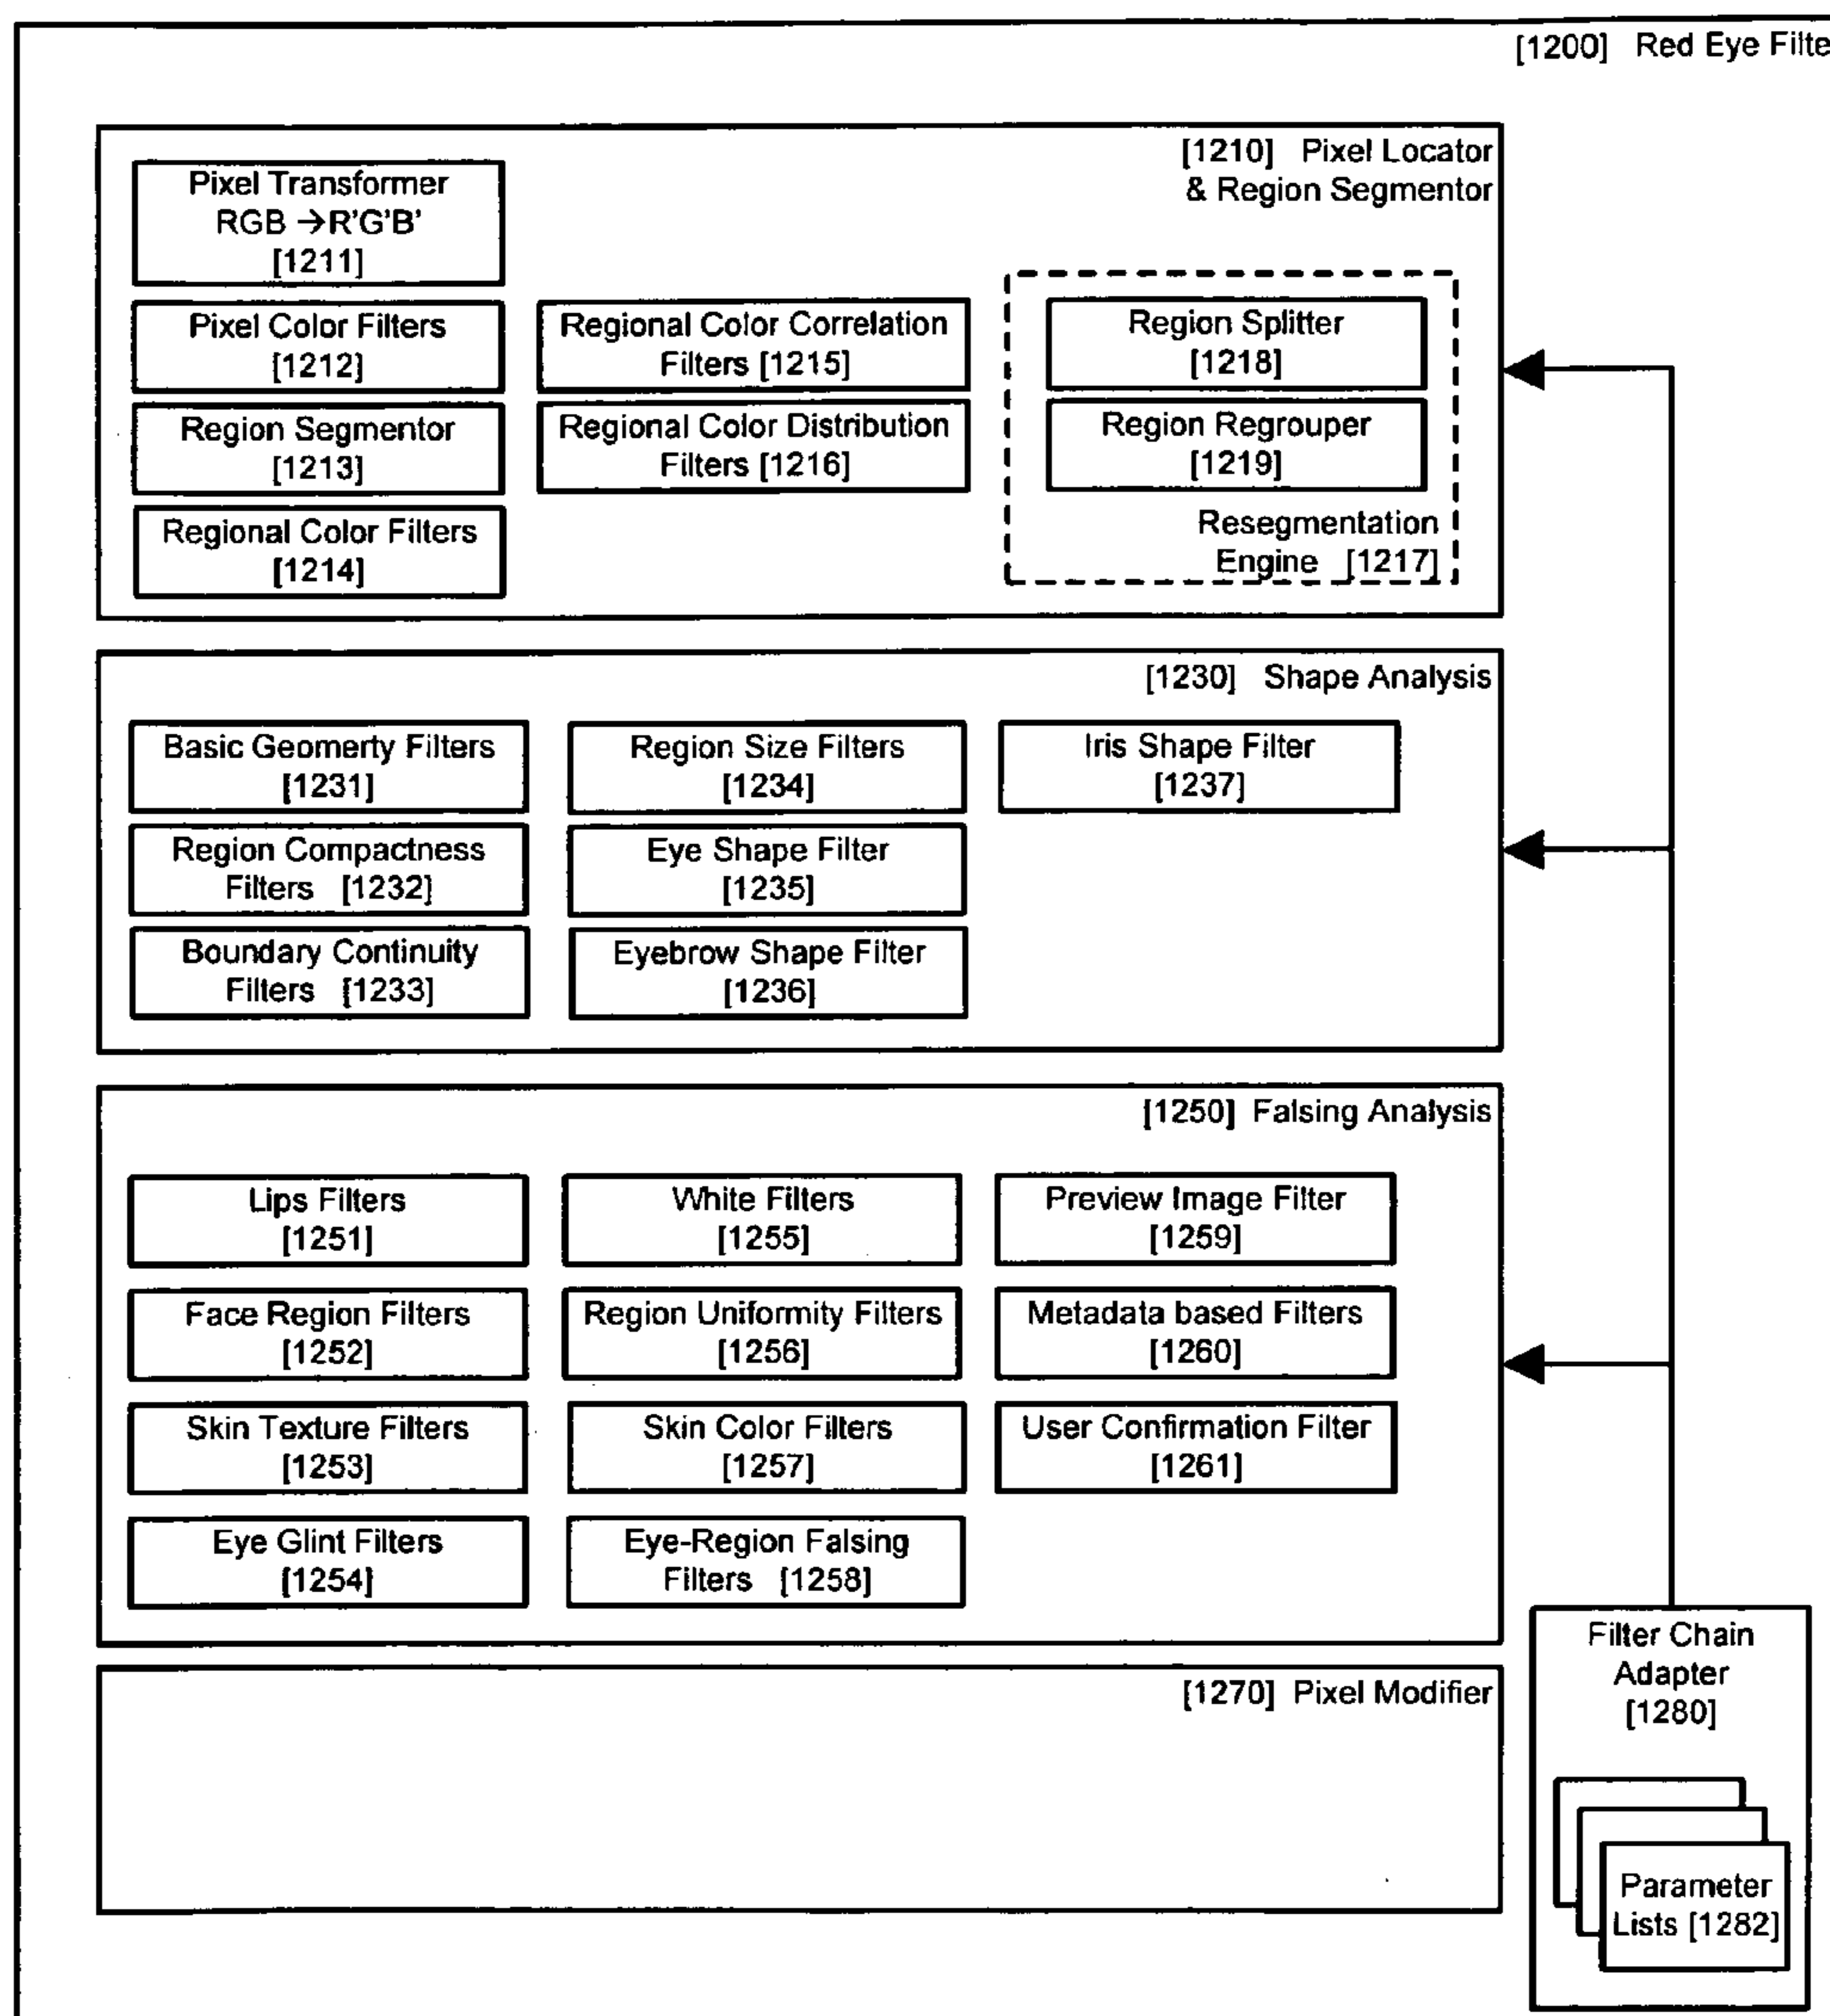 [1200] Red Eye Filte
[1210] Pixel Locator
& Region Segmentor
Pixel Transformer
RGB →R'G'B'
[1211]
Pixel Color Filters
[1212]
Region Segmentor
[1213]
Regional Color Filters
[1214]
Regional Color Correlation
Filters [1215]
Regional Color Distribution
Filters [1216]
Region Splitter
[1218]
Region Regrouper
[1219]
Resegmentation
Engine [1217]
[1230] Shape Analysis
Basic Geomerty Filters
[1231]
Region Compactness
Filters [1232]
Boundary Continuity
Filters [1233]
Region Size Filters
[1234]
Eye Shape Filter
[1235]
Eyebrow Shape Filter
[1236]
Iris Shape Filter
[1237]
[1250] Falsing Analysis
Lips Filters
[1251]
Face Region Filters
[1252]
Skin Texture Filters
[1253]
Eye Glint Filters
[1254]
White Filters
[1255]
Region Uniformity Filters
[1256]
Skin Color Filters
[1257]
Eye-Region Falsing
Filters [1258]
Preview Image Filter
[1259]
Metadata based Filters
[1260]
User Confirmation Filter
[1261]
[1270] Pixel Modifier
Filter Chain
Adapter
[1280]
Parameter
Lists [1282]